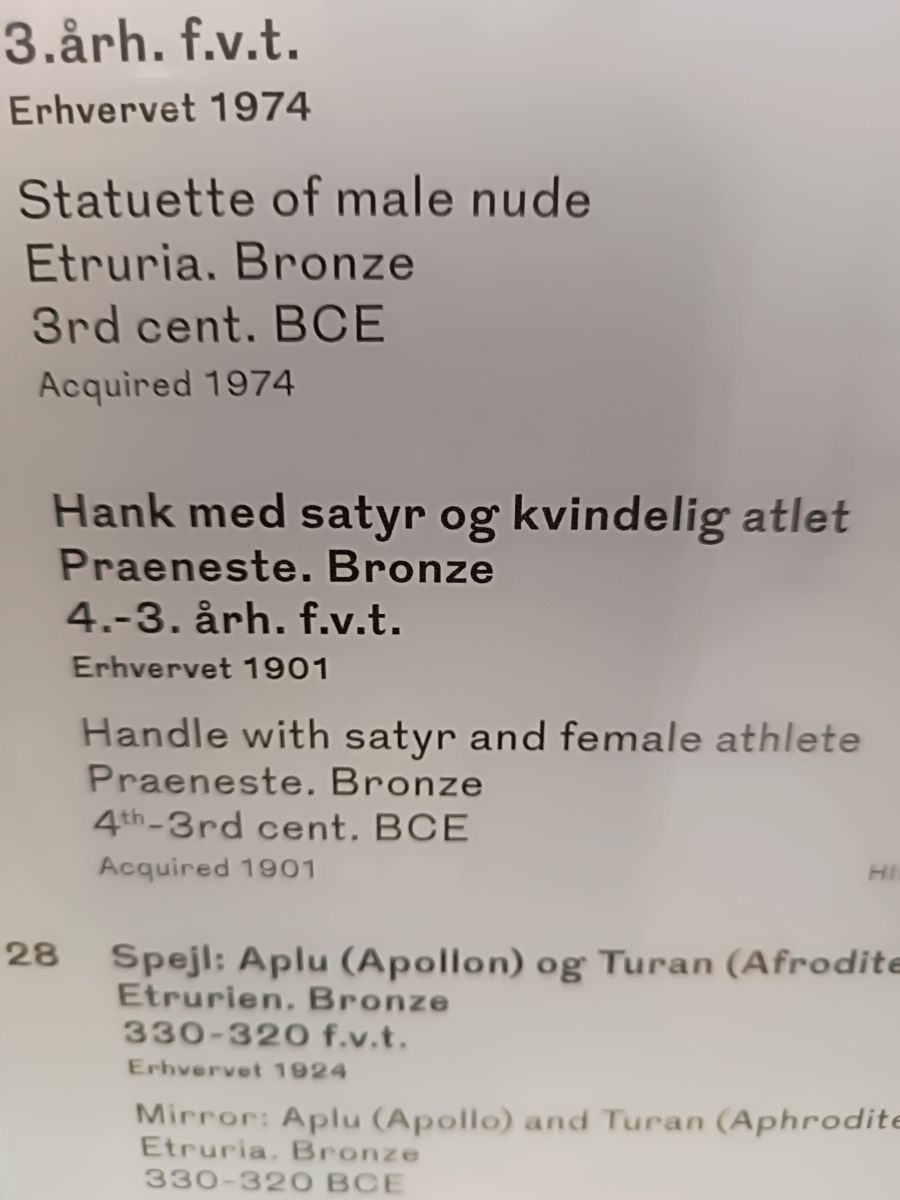 3.årh. f.v.t.
Erhvervet 1974
Statuette of male nude
Etruria. Bronze
3rd cent. BCE
Acquired 1974
Hank med satyr og kvindelig atlet
Praeneste. Bronze
4.-3. årh. f.v.t.
Erhvervet 1901
Handle with satyr and female athlete
Praeneste. Bronze
4th-3rd cent. BCE
Acquired 1901
28 Spejl: Aplu (Apollon) og Turan (Afrodite
Etrurien. Bronze
330-320 f.v.t.
Erhvervet 1924
Mirror: Aplu (Apollo) and Turan (Aphrodite
Etruria. Bronze
330-320 BCE